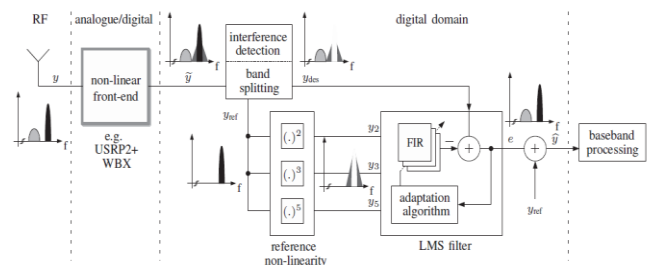 RF
analogue/digital
digital domain
y
non-linear
front-end
e.g.
USRP2+
WBX
f
f
ỹ
interference
detection
band
splitting
f
y_des
y_ref
f
(.)²
(.)³
(.)⁵
reference
non-linearity
f
y₂
y₃
y₅
FIR
−
+
adaptation
algorithm
LMS filter
f
e
+
ŷ
y_ref
baseband
processing